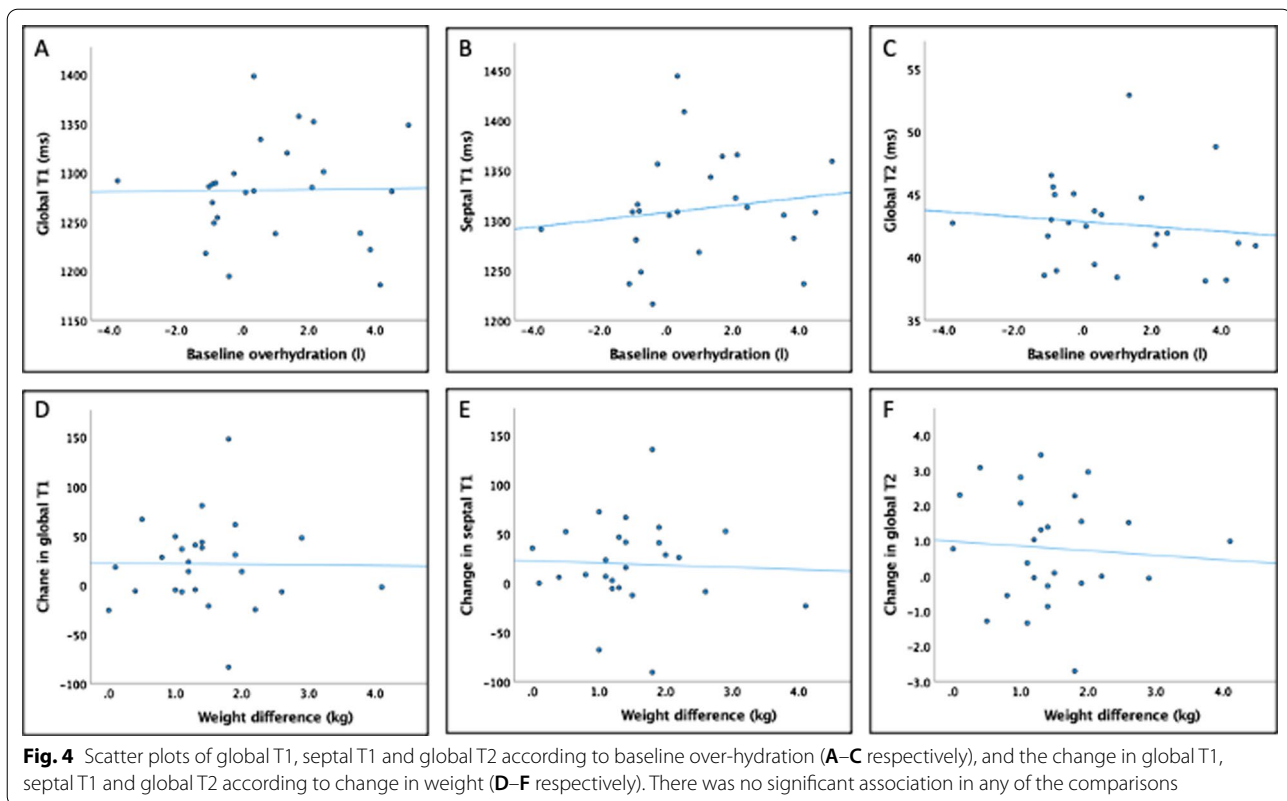 A
Global T1 (ms)
1400
1350
1300
1250
1200
1150
-4.0 -2.0 .0 2.0 4.0
Baseline overhydration (l)
B
Septal T1 (ms)
1450
1400
1350
1300
1250
1200
-4.0 -2.0 .0 2.0 4.0
Baseline overhydration (l)
C
Global T2 (ms)
55
50
45
40
35
-4.0 -2.0 .0 2.0 4.0
Baseline overhydration (l)
D
Chane in global T1
150
100
50
0
-50
-100
.0 1.0 2.0 3.0 4.0
Weight difference (kg)
E
Change in septal T1
150
100
50
0
-50
-100
.0 1.0 2.0 3.0 4.0
Weight difference (kg)
F
Change in global T2
4.0
3.0
2.0
1.0
.0
-1.0
-2.0
-3.0
.0 1.0 2.0 3.0 4.0
Weight difference (kg)
Fig. 4 Scatter plots of global T1, septal T1 and global T2 according to baseline over-hydration (A–C respectively), and the change in global T1,
septal T1 and global T2 according to change in weight (D–F respectively). There was no significant association in any of the comparisons